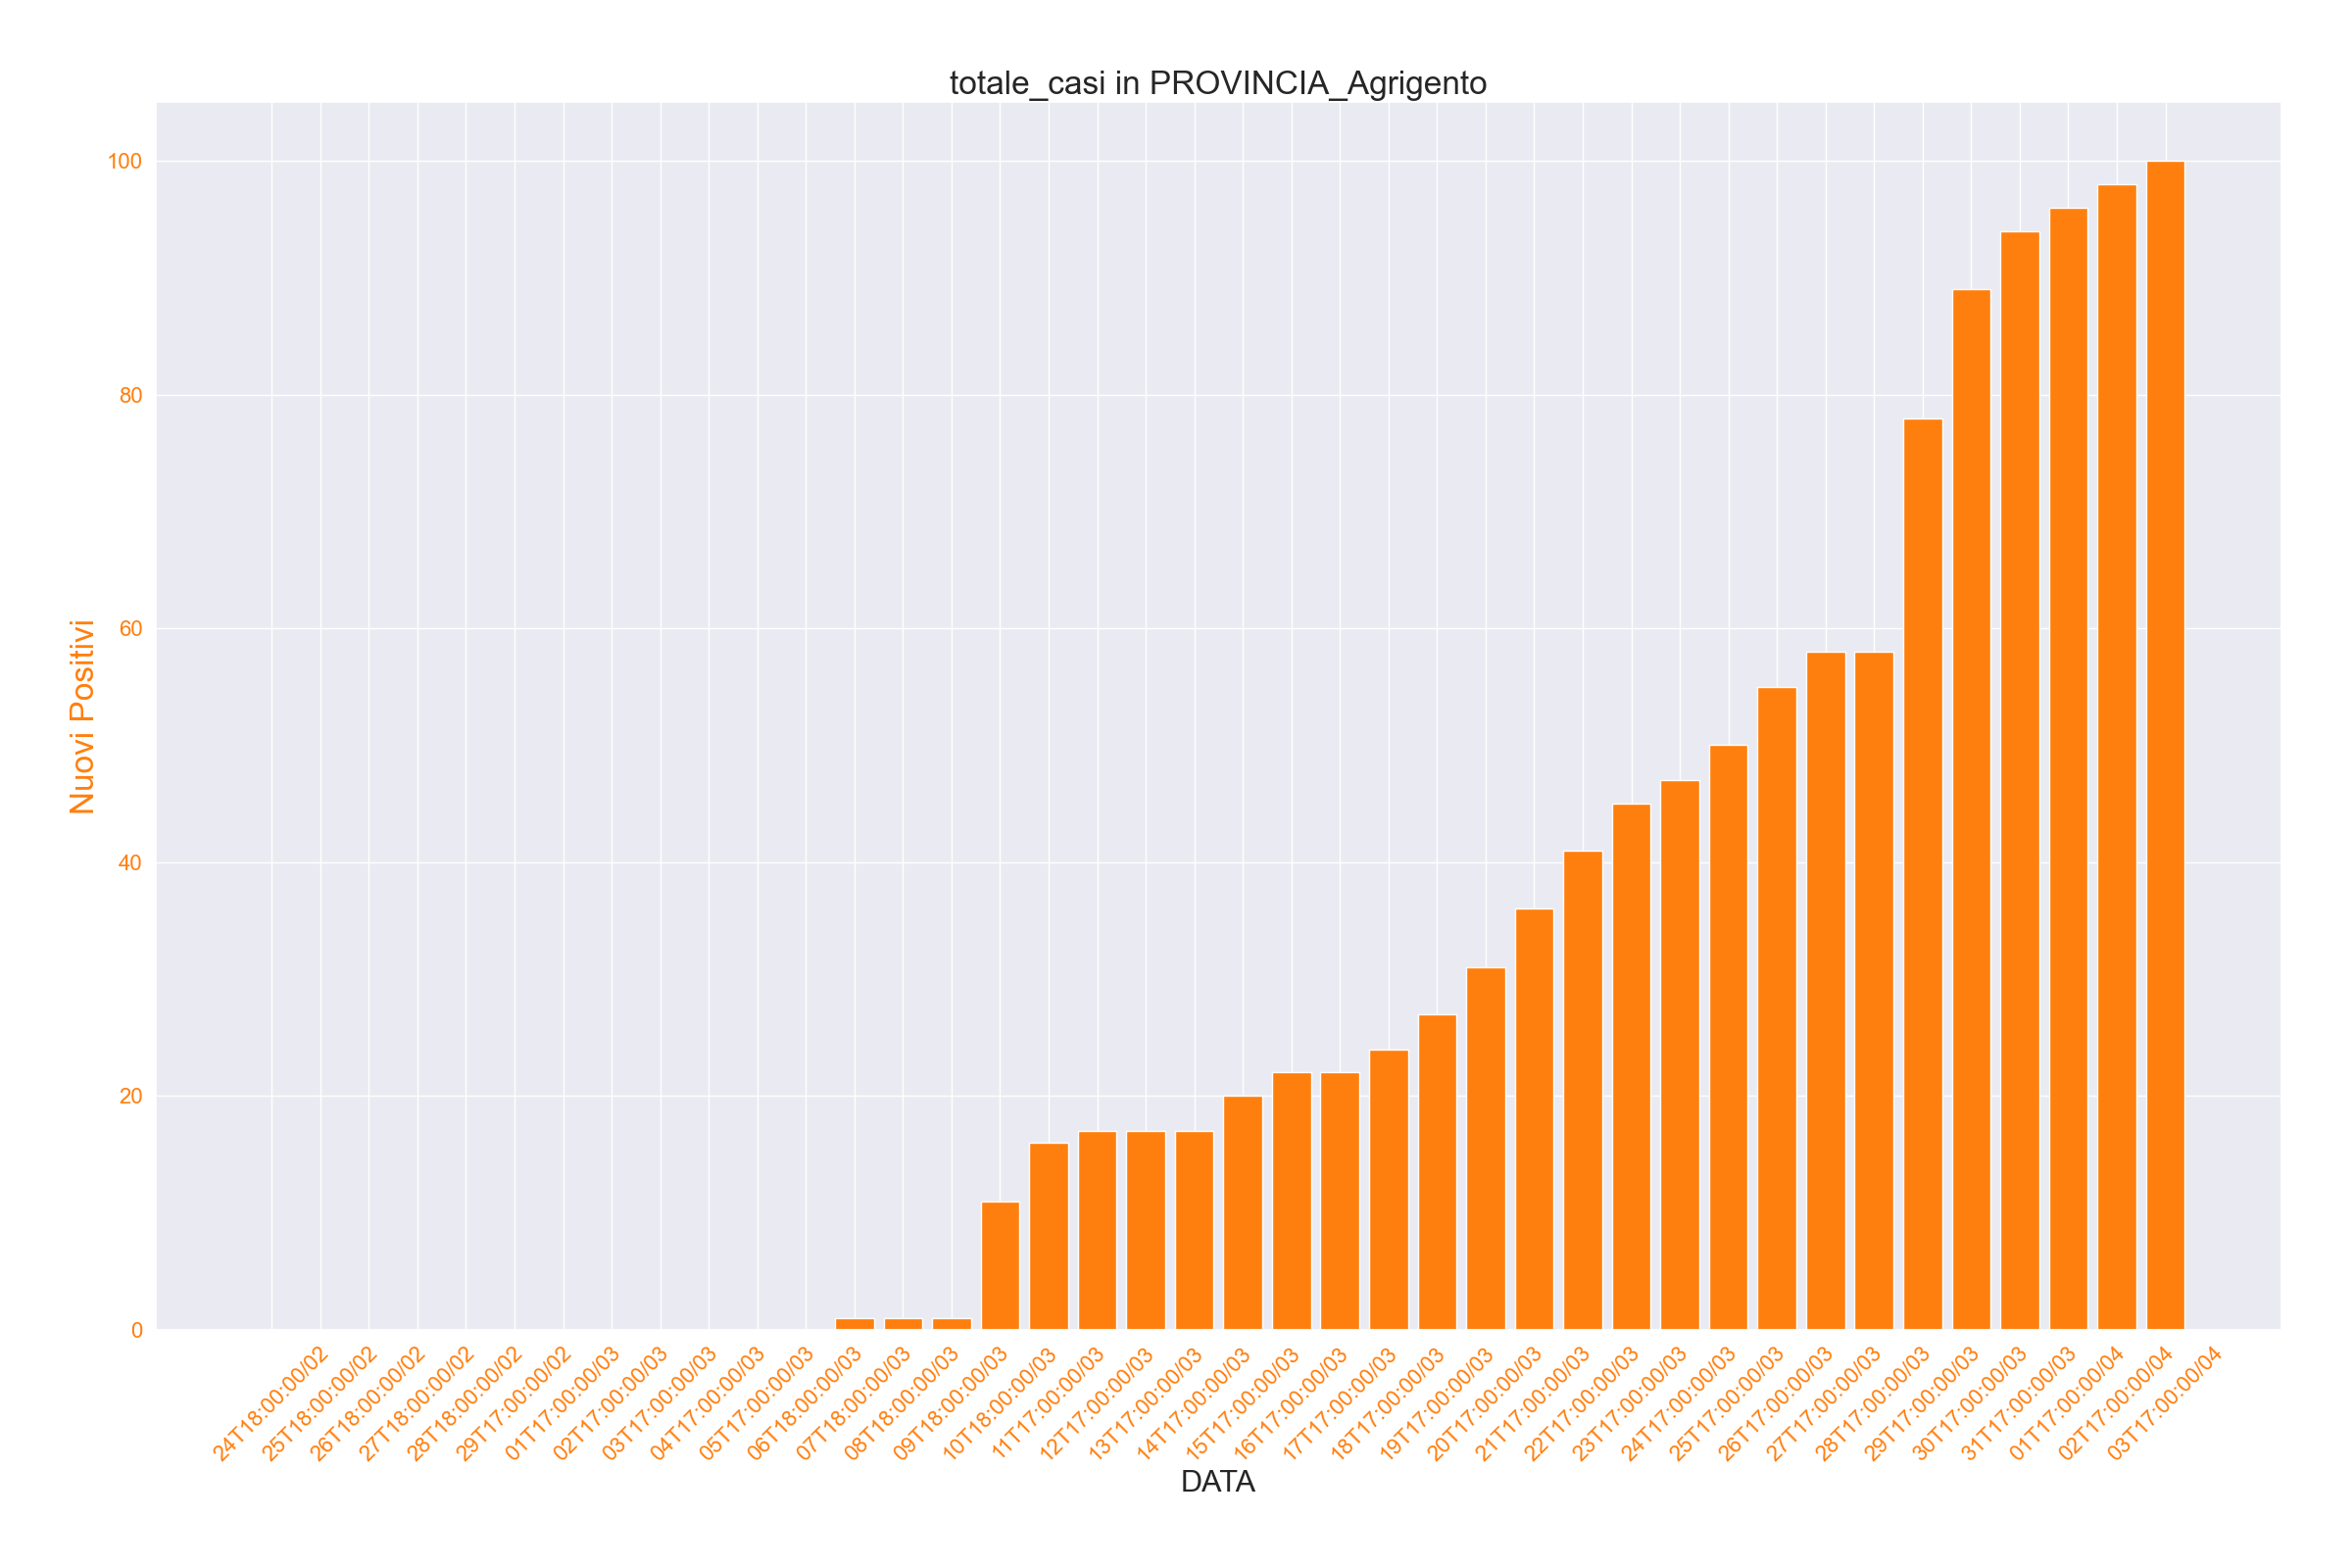 totale_casi in PROVINCIA_Agrigento
Nuovi Positivi
100
80
60
40
20
0
24T18:00:00/02
25T18:00:00/02
26T18:00:00/02
27T18:00:00/02
28T18:00:00/02
29T17:00:00/02
01T17:00:00/03
02T17:00:00/03
03T17:00:00/03
04T17:00:00/03
05T17:00:00/03
06T18:00:00/03
07T18:00:00/03
08T18:00:00/03
09T18:00:00/03
10T18:00:00/03
11T17:00:00/03
12T17:00:00/03
13T17:00:00/03
14T17:00:00/03
15T17:00:00/03
16T17:00:00/03
17T17:00:00/03
18T17:00:00/03
19T17:00:00/03
20T17:00:00/03
21T17:00:00/03
22T17:00:00/03
23T17:00:00/03
24T17:00:00/03
25T17:00:00/03
26T17:00:00/03
27T17:00:00/03
28T17:00:00/03
29T17:00:00/03
30T17:00:00/03
31T17:00:00/03
01T17:00:00/04
02T17:00:00/04
03T17:00:00/04
DATA